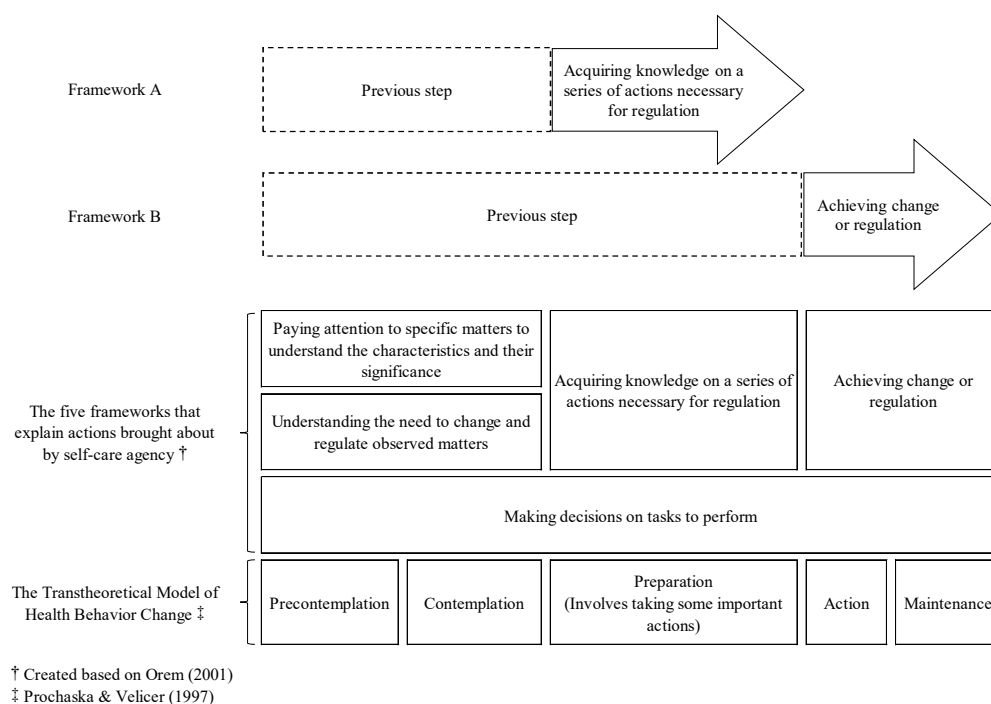 Framework A
Previous step
Acquiring knowledge on a
series of actions necessary
for regulation
Framework B
Previous step
Achieving change
or regulation
The five frameworks that
explain actions brought about
by self-care agency †
Paying attention to specific matters to
understand the characteristics and their
significance
Understanding the need to change and
regulate observed matters
Acquiring knowledge on a series of
actions necessary for regulation
Achieving change or
regulation
Making decisions on tasks to perform
The Transtheoretical Model of
Health Behavior Change ‡
Precontemplation
Contemplation
Preparation
(Involves taking some important
actions)
Action
Maintenance
† Created based on Orem (2001)
‡ Prochaska & Velicer (1997)